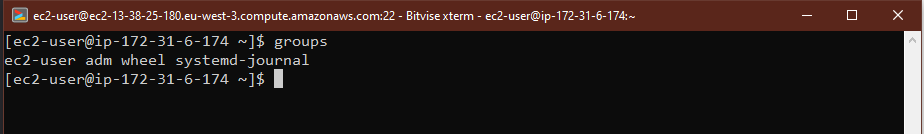 ec2-user@ec2-13-38-25-180.eu-west-3.compute.amazonaws.com:22 - Bitvise xterm - ec2-user@ip-172-31-6-174:~
[ec2-user@ip-172-31-6-174 ~]$ groups
ec2-user adm wheel systemd-journal
[ec2-user@ip-172-31-6-174 ~]$